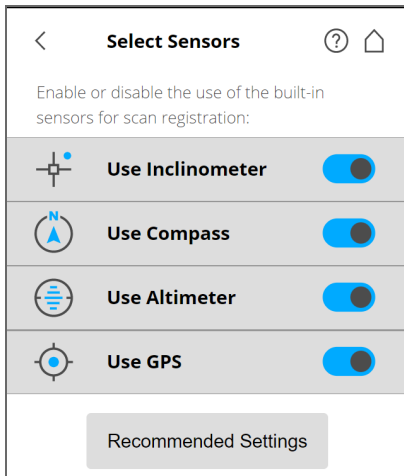 Select Sensors
?
Enable or disable the use of the built-in
sensors for scan registration:
Use Inclinometer
N
Use Compass
Use Altimeter
Use GPS
Recommended Settings